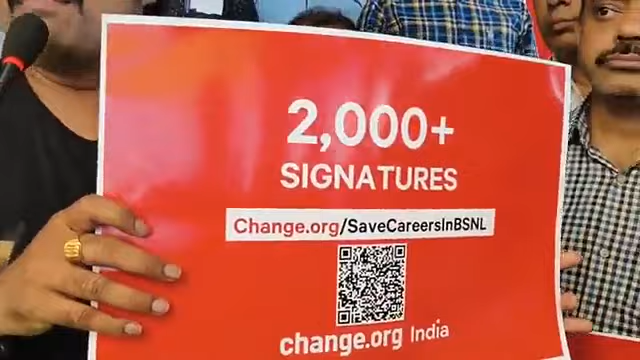 2,000+
SIGNATURES
Change.org/SaveCareersInBSNL
change.org India